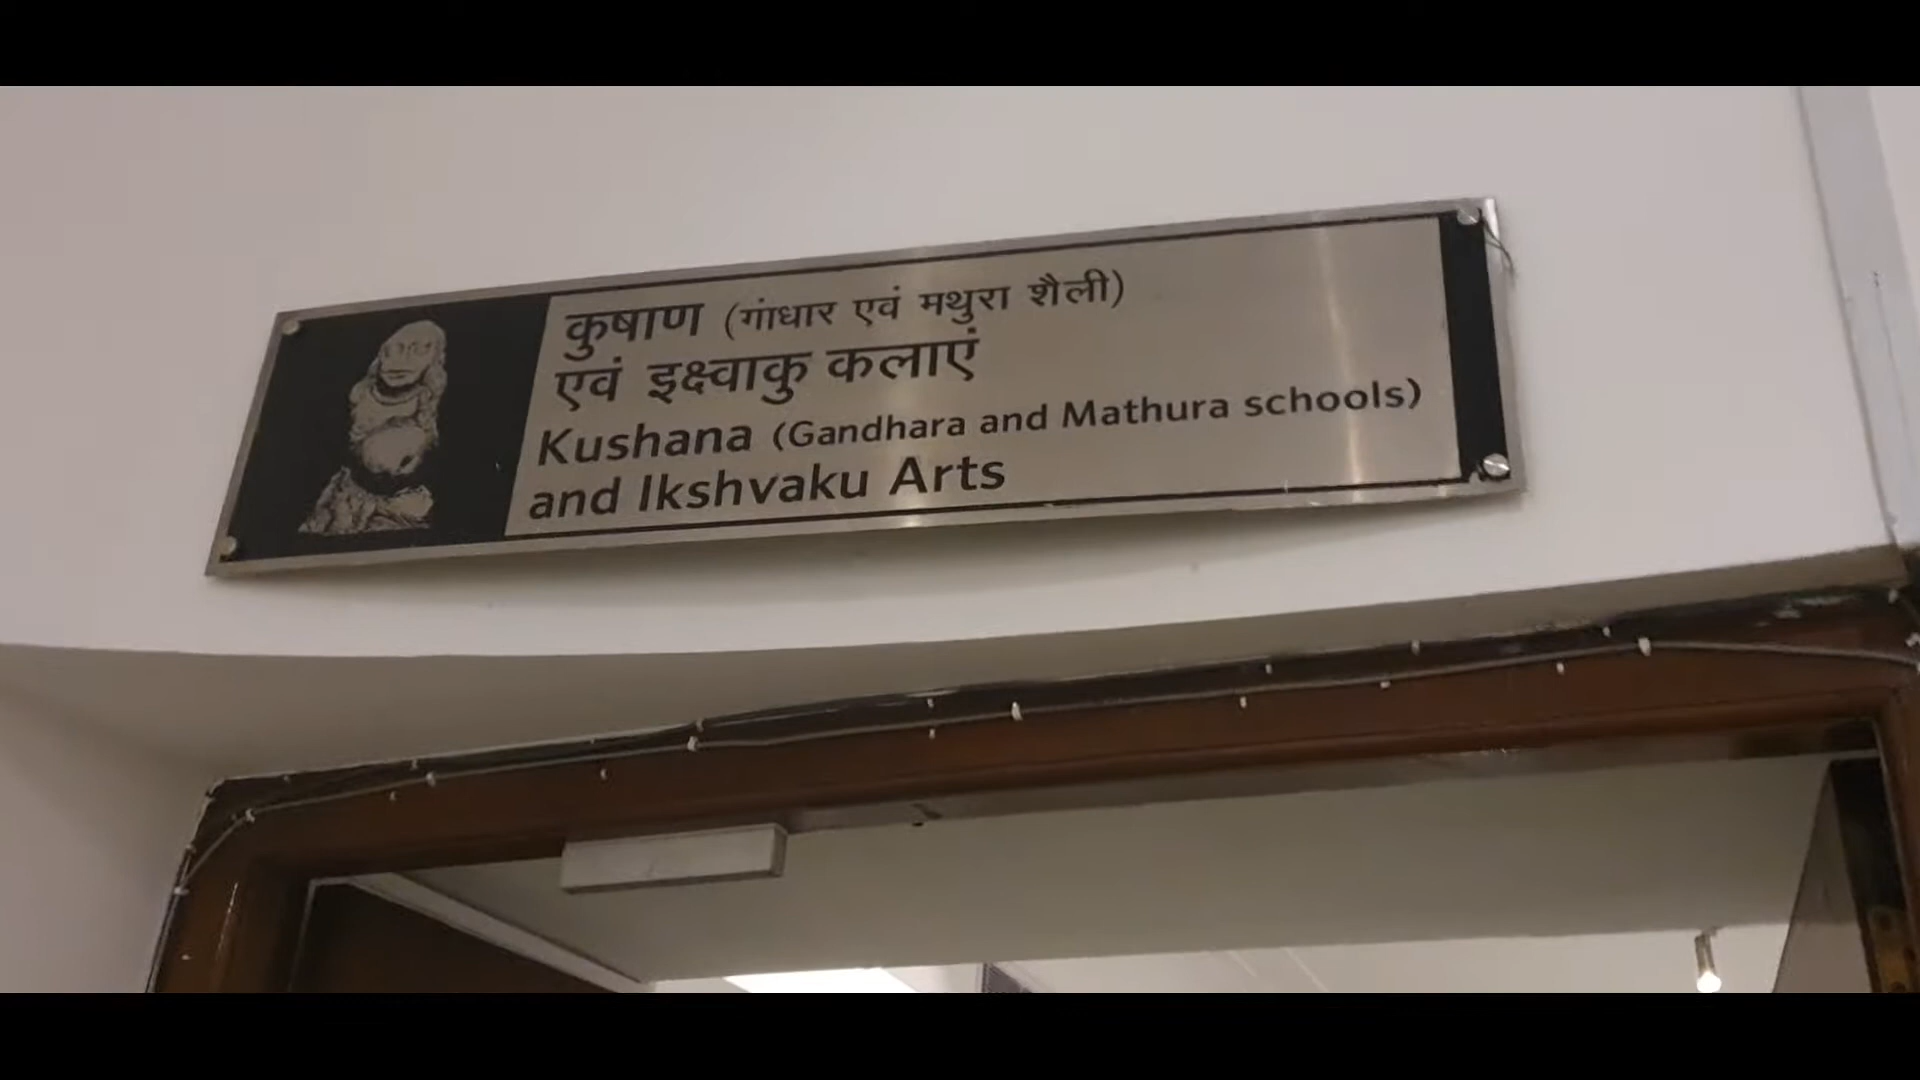 कुषाण (गांधार एवं मथुरा शैली)
एवं इक्ष्वाकु कलाएं
Kushana (Gandhara and Mathura schools)
and Ikshvaku Arts